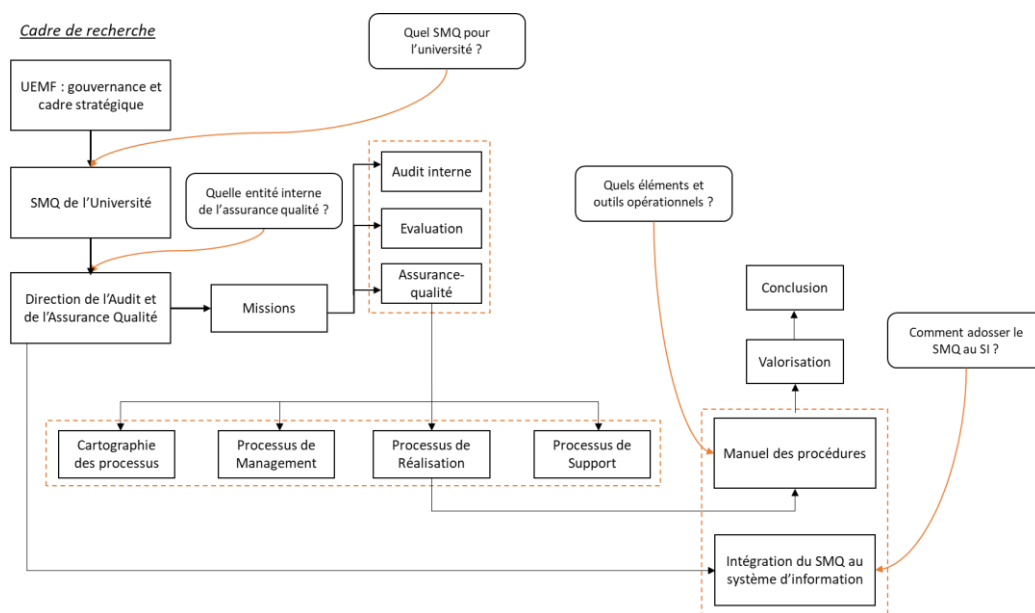 Cadre de recherche
Quel SMQ pour
l’université ?
UEMF : gouvernance et
cadre stratégique
Audit interne
Quels éléments et
outils opérationnels ?
SMQ de l’Université
Quelle entité interne
de l’assurance qualité ?
Evaluation
Assurance-
qualité
Direction de l’Audit et
de l’Assurance Qualité
Missions
Conclusion
Comment adosser le
SMQ au SI ?
Valorisation
Cartographie
des processus
Processus de
Management
Processus de
Réalisation
Processus de
Support
Manuel des procédures
Intégration du SMQ au
système d’information